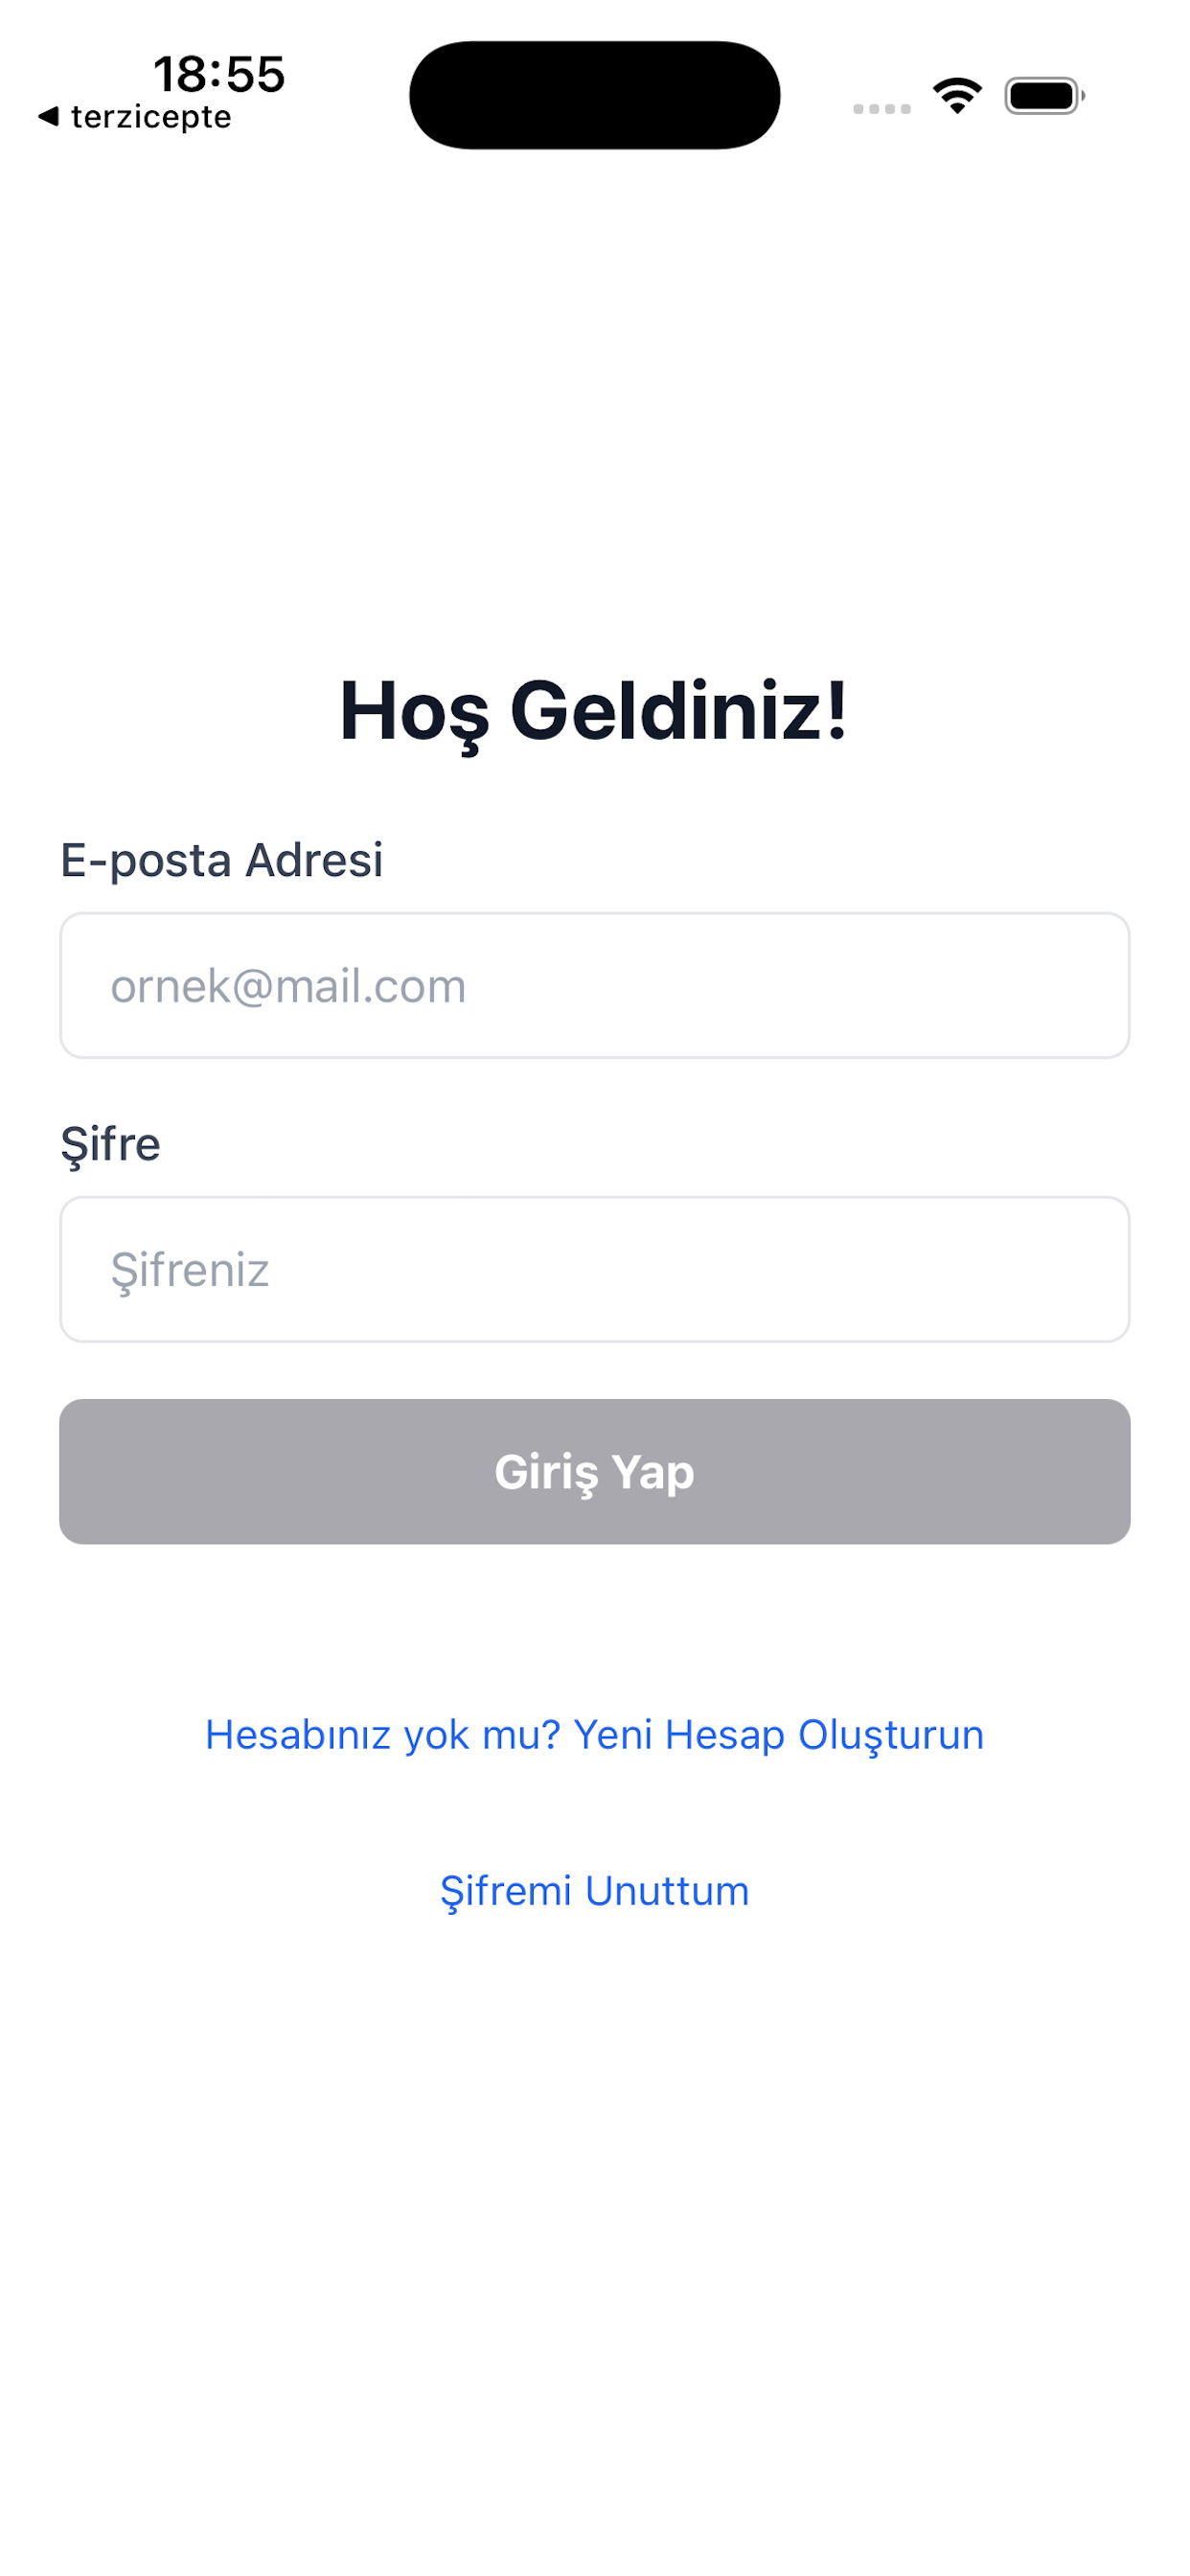 18:55
◀ terzicepte
Hoş Geldiniz!
E-posta Adresi
ornek@mail.com
Şifre
Şifreniz
Giriş Yap
Hesabınız yok mu? Yeni Hesap Oluşturun
Şifremi Unuttum